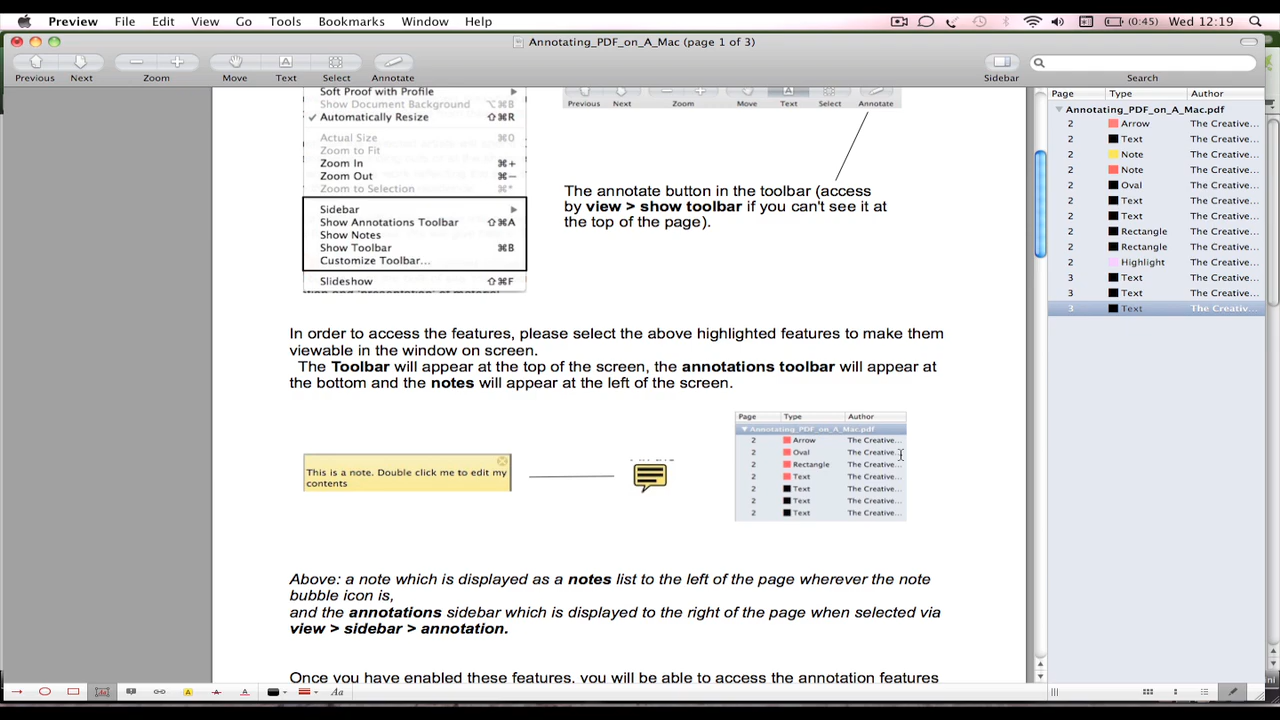 Preview File Edit View Go Tools Bookmarks Window Help (0:45) Wed 12:19
Annotating_PDF_on_A_Mac (page 1 of 3)
Previous Next Zoom Move Text Select Annotate Sidebar Search
Soft Proof with Profile
Show Document Background ⌥⌘B
✓ Automatically Resize ⇧⌘R
Actual Size ⌘0
Zoom to Fit
Zoom In ⌘+
Zoom Out ⌘−
Zoom to Selection ⌘*
Sidebar
Show Annotations Toolbar ⇧⌘A
Show Notes
Show Toolbar ⌘B
Customize Toolbar...
Slideshow ⇧⌘F
Previous Next Zoom Move Text Select Annotate
The annotate button in the toolbar (access
by view > show toolbar if you can't see it at
the top of the page).
In order to access the features, please select the above highlighted features to make them
viewable in the window on screen.
The Toolbar will appear at the top of the screen, the annotations toolbar will appear at
the bottom and the notes will appear at the left of the screen.
This is a note. Double click me to edit my
contents
Page Type Author
Annotating_PDF_on_A_Mac.pdf
2 Arrow The Creative...
2 Oval The Creative...
2 Rectangle The Creative...
2 Text The Creative...
2 Text The Creative...
2 Text The Creative...
2 Text The Creative...
Above: a note which is displayed as a notes list to the left of the page wherever the note
bubble icon is,
and the annotations sidebar which is displayed to the right of the page when selected via
view > sidebar > annotation.
Once you have enabled these features, you will be able to access the annotation features
Page Type Author
Annotating_PDF_on_A_Mac.pdf
2 Arrow The Creative...
2 Text The Creative...
2 Note The Creative...
2 Note The Creative...
2 Oval The Creative...
2 Text The Creative...
2 Text The Creative...
2 Rectangle The Creative...
2 Rectangle The Creative...
2 Highlight The Creative...
3 Text The Creative...
3 Text The Creative...
3 Text The Creativ...
A A A Aa